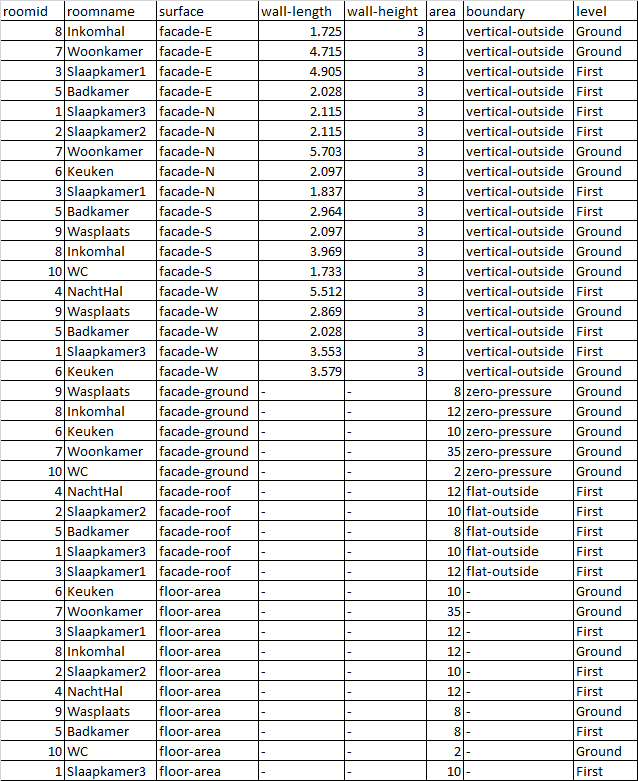 roomid roomname surface wall-length wall-height area boundary level
8 Inkomhal facade-E 1.725 3 vertical-outside Ground
7 Woonkamer facade-E 4.715 3 vertical-outside Ground
3 Slaapkamer1 facade-E 4.905 3 vertical-outside First
5 Badkamer facade-E 2.028 3 vertical-outside First
1 Slaapkamer3 facade-N 2.115 3 vertical-outside First
2 Slaapkamer2 facade-N 2.115 3 vertical-outside First
7 Woonkamer facade-N 5.703 3 vertical-outside Ground
6 Keuken facade-N 2.097 3 vertical-outside Ground
3 Slaapkamer1 facade-N 1.837 3 vertical-outside First
5 Badkamer facade-S 2.964 3 vertical-outside First
9 Wasplaats facade-S 2.097 3 vertical-outside Ground
8 Inkomhal facade-S 3.969 3 vertical-outside Ground
10 WC facade-S 1.733 3 vertical-outside Ground
4 NachtHal facade-W 5.512 3 vertical-outside First
9 Wasplaats facade-W 2.869 3 vertical-outside Ground
5 Badkamer facade-W 2.028 3 vertical-outside First
1 Slaapkamer3 facade-W 3.553 3 vertical-outside First
6 Keuken facade-W 3.579 3 vertical-outside Ground
9 Wasplaats facade-ground - - 8 zero-pressure Ground
8 Inkomhal facade-ground - - 12 zero-pressure Ground
6 Keuken facade-ground - - 10 zero-pressure Ground
7 Woonkamer facade-ground - - 35 zero-pressure Ground
10 WC facade-ground - - 2 zero-pressure Ground
4 NachtHal facade-roof - - 12 flat-outside First
2 Slaapkamer2 facade-roof - - 10 flat-outside First
5 Badkamer facade-roof - - 8 flat-outside First
1 Slaapkamer3 facade-roof - - 10 flat-outside First
3 Slaapkamer1 facade-roof - - 12 flat-outside First
6 Keuken floor-area - - 10 - Ground
7 Woonkamer floor-area - - 35 - Ground
3 Slaapkamer1 floor-area - - 12 - First
8 Inkomhal floor-area - - 12 - Ground
2 Slaapkamer2 floor-area - - 10 - First
4 NachtHal floor-area - - 12 - First
9 Wasplaats floor-area - - 8 - Ground
5 Badkamer floor-area - - 8 - First
10 WC floor-area - - 2 - Ground
1 Slaapkamer3 floor-area - - 10 - First